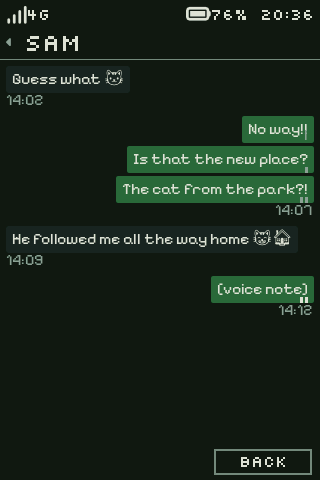 4G 76% 20:36
SAM
Guess what 🐱
14:02
No way!!
Is that the new place?
The cat from the park?!
14:07
He followed me all the way home 🐱🏠
14:09
(voice note)
14:12
BACK